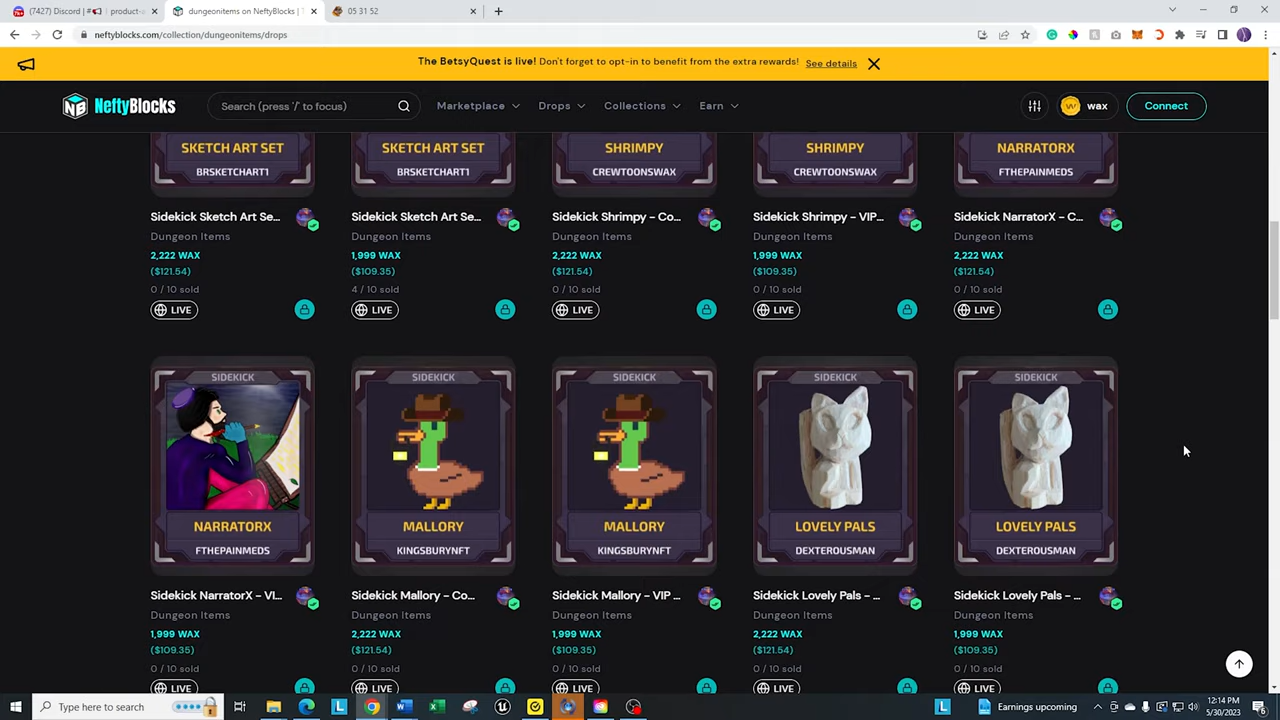 (7427) Discord | #
product-a
dungeonitems on NeftyBlocks | T
05 31 52
neftyblocks.com/collection/dungeonitems/drops
The BetsyQuest is live! Don't forget to opt-in to benefit from the extra rewards! See details
NeftyBlocks
Search (press '/' to focus)
Marketplace
Drops
Collections
Earn
wax
Connect
SKETCH ART SET
SKETCH ART SET
SHRIMPY
SHRIMPY
NARRATORX
BRSKETCHART1
BRSKETCHART1
CREWTOONSWAX
CREWTOONSWAX
FTHEPAINMEDS
Sidekick Sketch Art Se...
Sidekick Sketch Art Se...
Sidekick Shrimpy - Co...
Sidekick Shrimpy - VIP...
Sidekick NarratorX - C...
Dungeon Items
Dungeon Items
Dungeon Items
Dungeon Items
Dungeon Items
2,222 WAX
1,999 WAX
2,222 WAX
1,999 WAX
2,222 WAX
($121.54)
($109.35)
($121.54)
($109.35)
($121.54)
0 / 10 sold
4 / 10 sold
0 / 10 sold
0 / 10 sold
0 / 10 sold
LIVE
LIVE
LIVE
LIVE
LIVE
SIDEKICK
SIDEKICK
SIDEKICK
SIDEKICK
SIDEKICK
NARRATORX
MALLORY
MALLORY
LOVELY PALS
LOVELY PALS
FTHEPAINMEDS
KINGSBURYNFT
KINGSBURYNFT
DEXTEROUSMAN
DEXTEROUSMAN
Sidekick NarratorX - VI...
Sidekick Mallory - Co...
Sidekick Mallory - VIP ...
Sidekick Lovely Pals - ...
Sidekick Lovely Pals - ...
Dungeon Items
Dungeon Items
Dungeon Items
Dungeon Items
Dungeon Items
1,999 WAX
2,222 WAX
1,999 WAX
2,222 WAX
1,999 WAX
($109.35)
($121.54)
($109.35)
($121.54)
($109.35)
0 / 10 sold
0 / 10 sold
0 / 10 sold
0 / 10 sold
0 / 10 sold
LIVE
LIVE
LIVE
LIVE
LIVE
Type here to search
Earnings upcoming
12:14 PM
5/30/2023